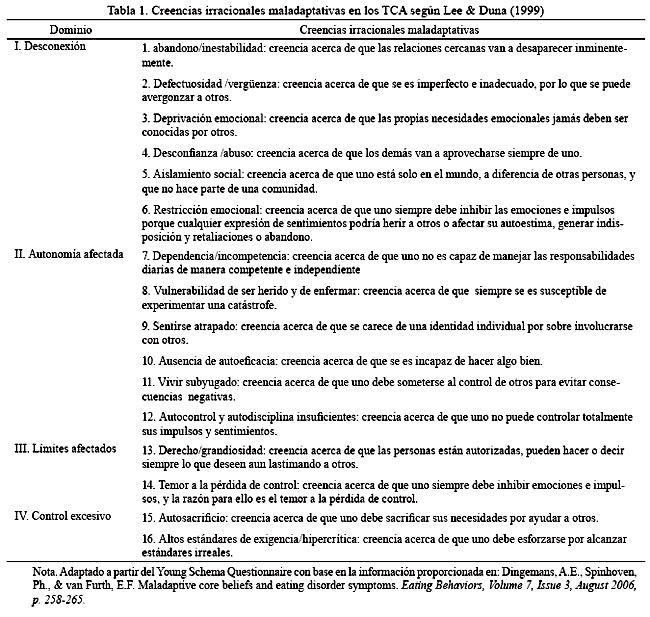 Tabla 1. Creencias irracionales maladaptativas en los TCA según Lee & Duna (1999)
Dominio Creencias irracionales maladaptativas
I. Desconexión 1. abandono/inestabilidad: creencia acerca de que las relaciones cercanas van a desaparecer inminente-
mente.
2. Defectuosidad /vergüenza: creencia acerca de que se es imperfecto e inadecuado, por lo que se puede
avergonzar a otros.
3. Deprivación emocional: creencia acerca de que las propias necesidades emocionales jamás deben ser
conocidas por otros.
4. Desconfianza /abuso: creencia acerca de que los demás van a aprovecharse siempre de uno.
5. Aislamiento social: creencia acerca de que uno está solo en el mundo, a diferencia de otras personas, y
que no hace parte de una comunidad.
6. Restricción emocional: creencia acerca de que uno siempre debe inhibir las emociones e impulsos
porque cualquier expresión de sentimientos podría herir a otros o afectar su autoestima, generar indis-
posición y retaliaciones o abandono.
II. Autonomía afectada 7. Dependencia/incompetencia: creencia acerca de que uno no es capaz de manejar las responsabilidades
diarias de manera competente e independiente
8. Vulnerabilidad de ser herido y de enfermar: creencia acerca de que siempre se es susceptible de
experimentar una catástrofe.
9. Sentirse atrapado: creencia acerca de que se carece de una identidad individual por sobre involucrarse
con otros.
10. Ausencia de autoeficacia: creencia acerca de que se es incapaz de hacer algo bien.
11. Vivir subyugado: creencia acerca de que uno debe someterse al control de otros para evitar conse-
cuencias negativas.
12. Autocontrol y autodisciplina insuficientes: creencia acerca de que uno no puede controlar totalmente
sus impulsos y sentimientos.
III. Límites afectados 13. Derecho/grandiosidad: creencia acerca de que las personas están autorizadas, pueden hacer o decir
siempre lo que deseen aun lastimando a otros.
14. Temor a la pérdida de control: creencia acerca de que uno siempre debe inhibir emociones e impul-
sos, y la razón para ello es el temor a la pérdida de control.
IV. Control excesivo 15. Autosacrificio: creencia acerca de que uno debe sacrificar sus necesidades por ayudar a otros.
16. Altos estándares de exigencia/hipercrítica: creencia acerca de que uno debe esforzarse por alcanzar
estándares irreales.
Nota. Adaptado a partir del Young Schema Questionnaire con base en la información proporcionada en: Dingemans, A.E., Spinhoven,
Ph., & van Furth, E.F. Maladaptive core beliefs and eating disorder symptoms. Eating Behaviors, Volume 7, Issue 3, August 2006,
p. 258-265.